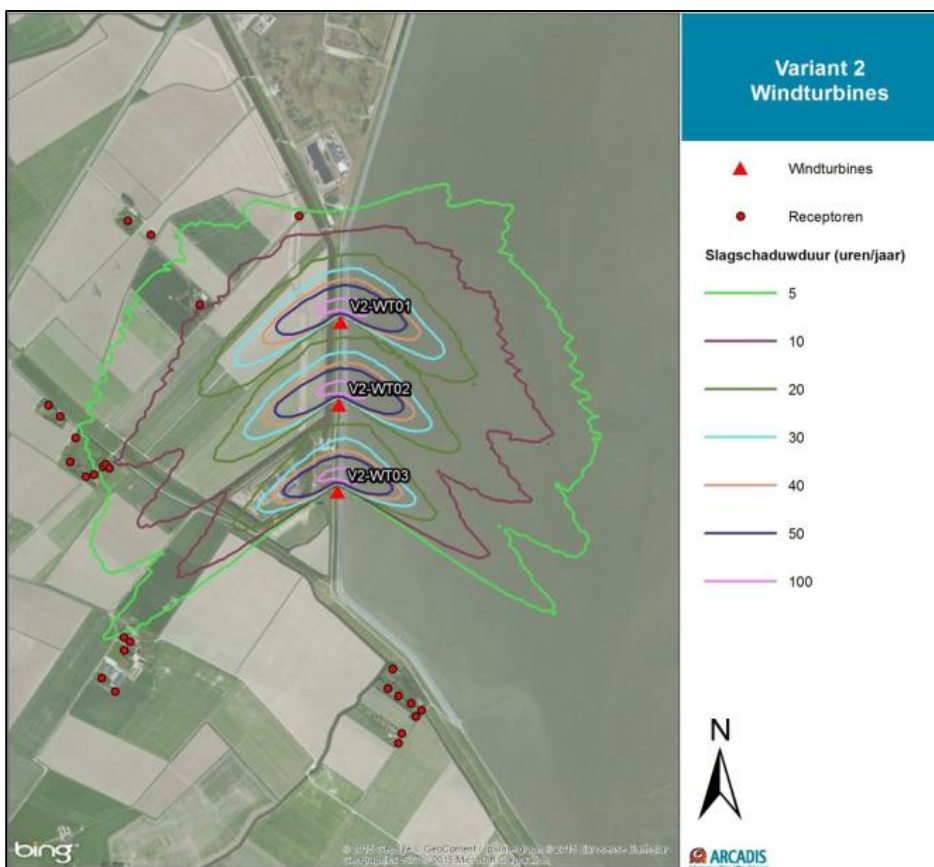 Variant 2
Windturbines
Windturbines
Receptoren
Slagschaduwduur (uren/jaar)
5
10
20
30
40
50
100
V2-WT01
V2-WT02
V2-WT03
N
bing
ARCADIS